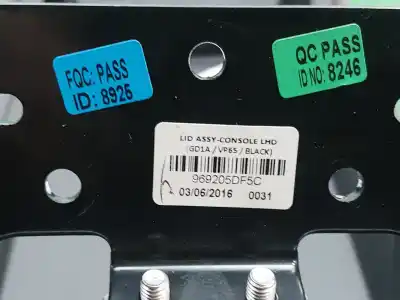 FQC: PASS
ID: 8925
QC PASS
ID NO: 8246
LID ASSY-CONSOLE LHD
(GD1A / VR65 / BLACK)
969205DF5C
03/06/2016 0031